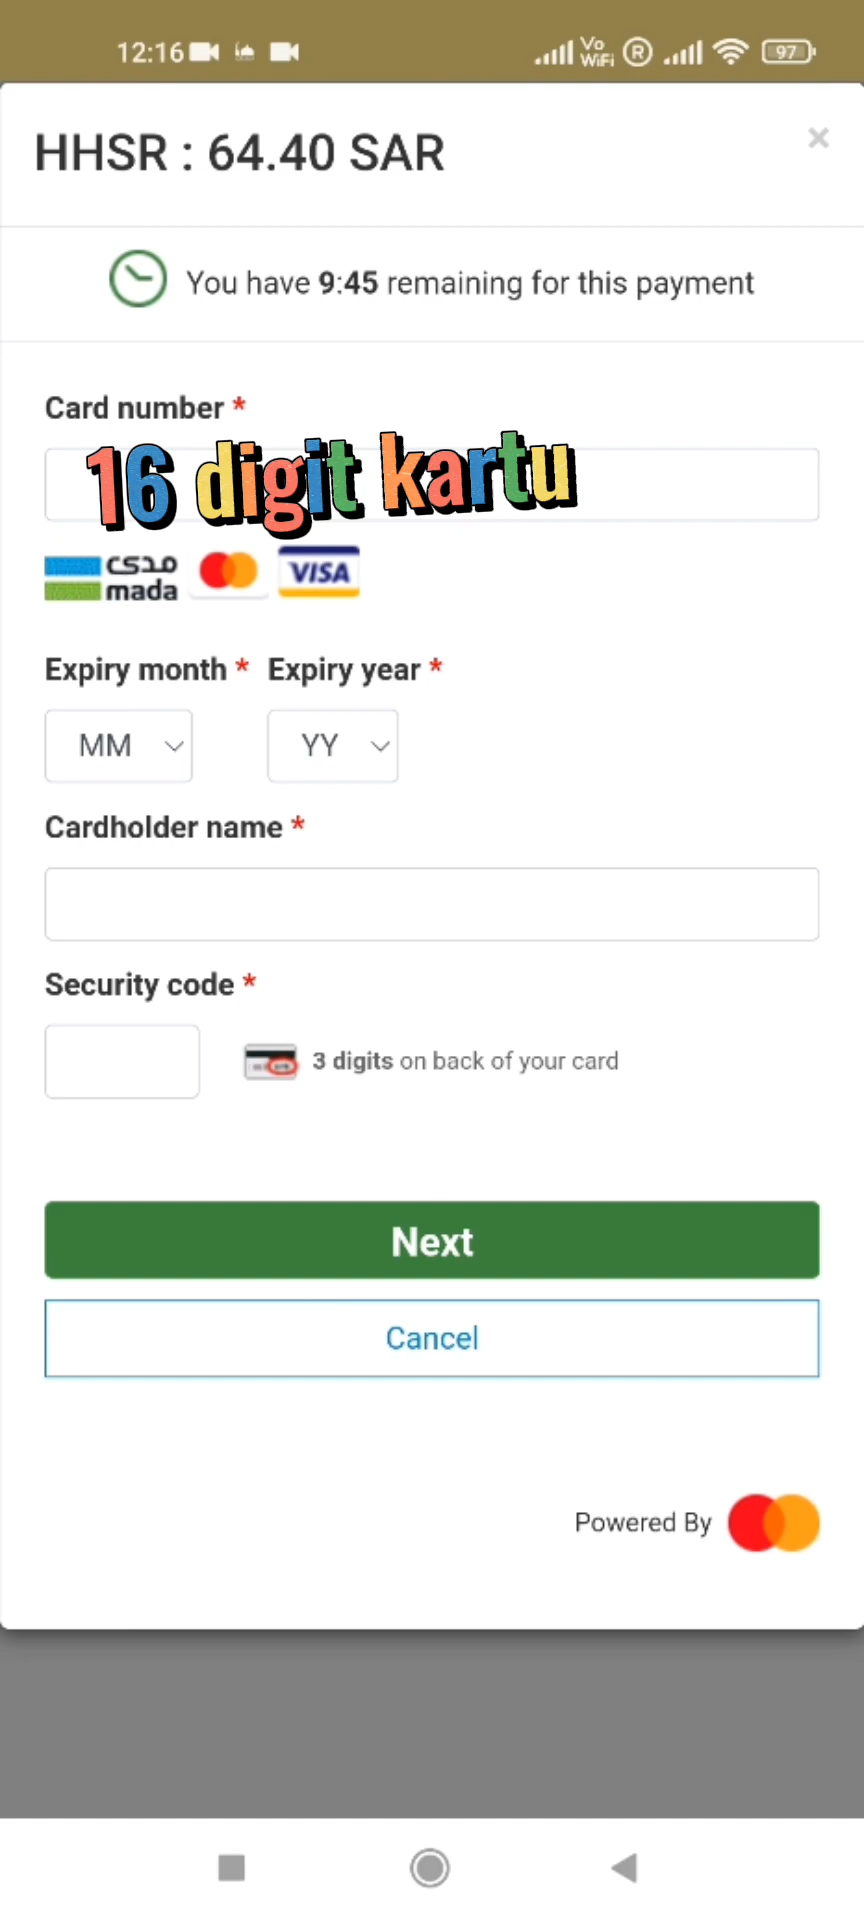 12:16 Vo WiFi R 97
HHSR : 64.40 SAR ×
You have 9:45 remaining for this payment
Card number *
16 digit kartu
مدى mada VISA
Expiry month * Expiry year *
MM YY
Cardholder name *
Security code *
3 digits on back of your card
Next
Cancel
Powered By